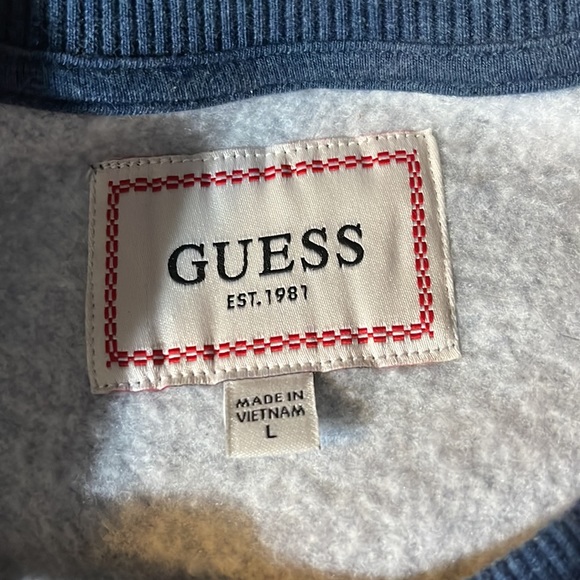 GUESS
EST.1981
MADE IN
VIETNAM
L